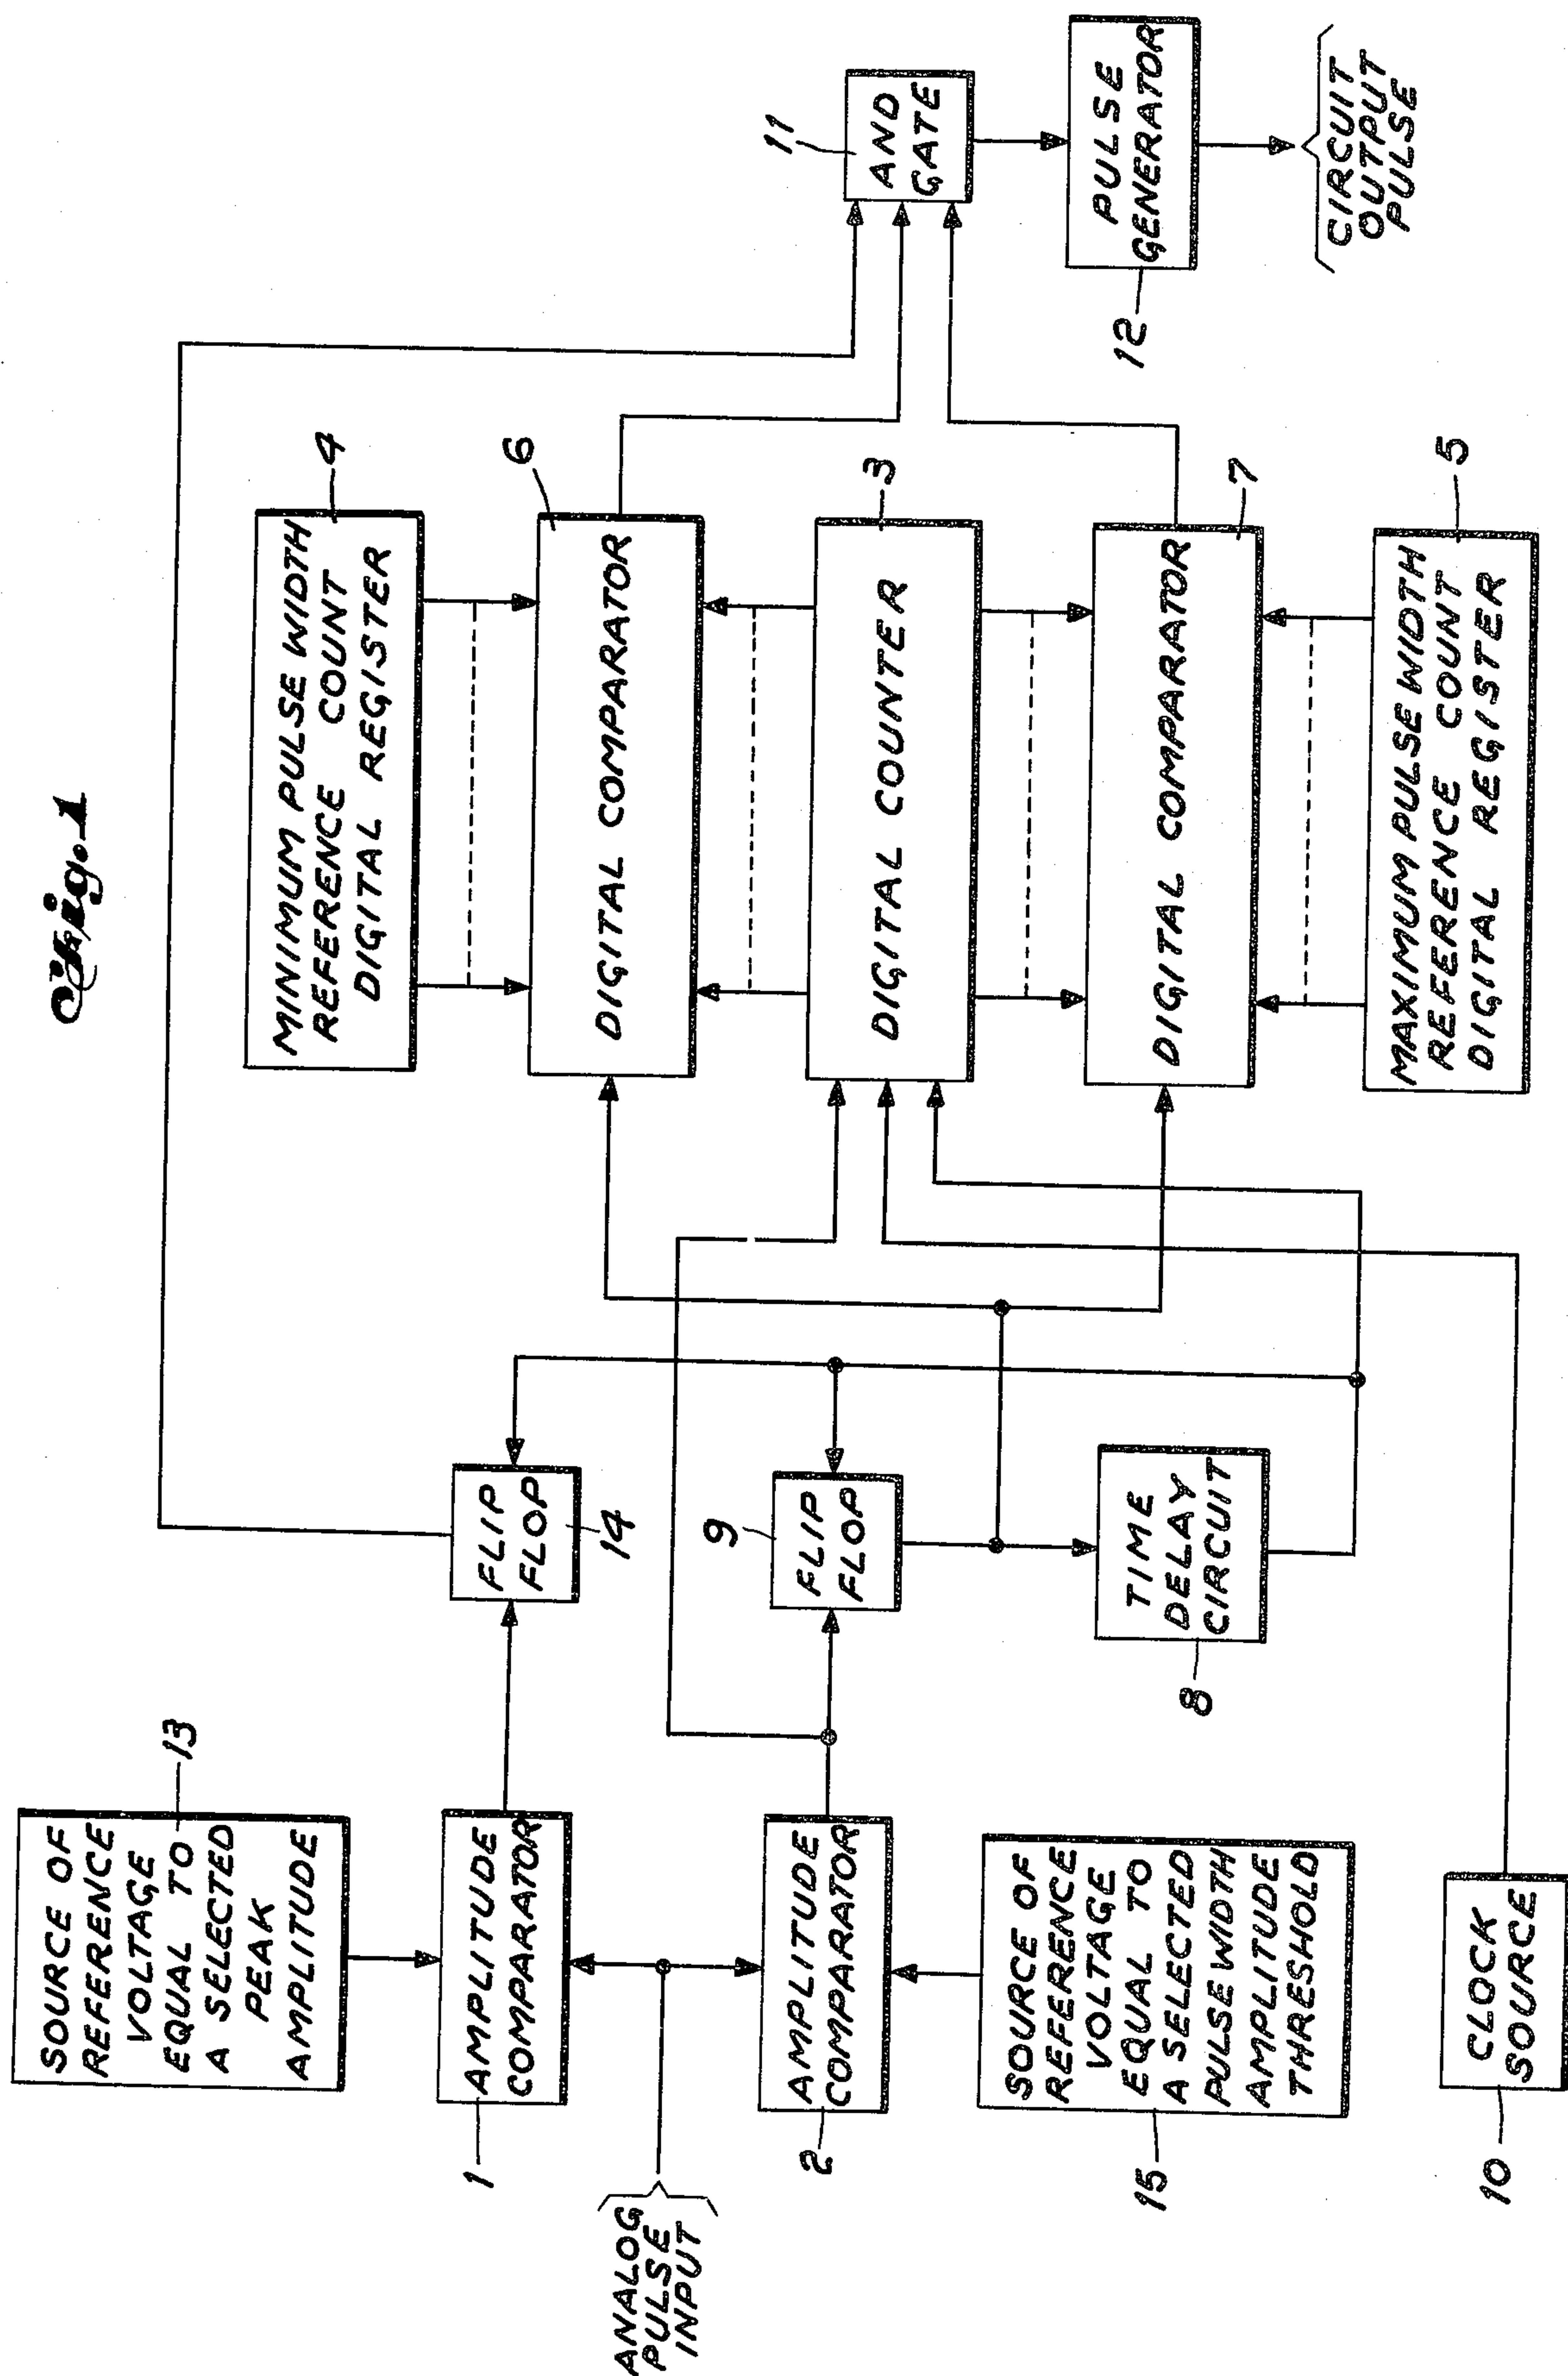 Fig. 1
SOURCE OF
REFERENCE
VOLTAGE
EQUAL TO
A SELECTED
PEAK
AMPLITUDE
13
AMPLITUDE
COMPARATOR
1
FLIP
FLOP
14
ANALOG
PULSE
INPUT
AMPLITUDE
COMPARATOR
2
FLIP
FLOP
9
SOURCE OF
REFERENCE
VOLTAGE
EQUAL TO
A SELECTED
PULSE WIDTH
AMPLITUDE
THRESHOLD
15
TIME
DELAY
CIRCUIT
8
CLOCK
SOURCE
10
MINIMUM PULSE WIDTH
REFERENCE COUNT
DIGITAL REGISTER
4
DIGITAL COMPARATOR
6
DIGITAL COUNTER
3
DIGITAL COMPARATOR
7
MAXIMUM PULSE WIDTH
REFERENCE COUNT
DIGITAL REGISTER
5
11
AND
GATE
PULSE
GENERATOR
12
CIRCUIT
OUTPUT
PULSE